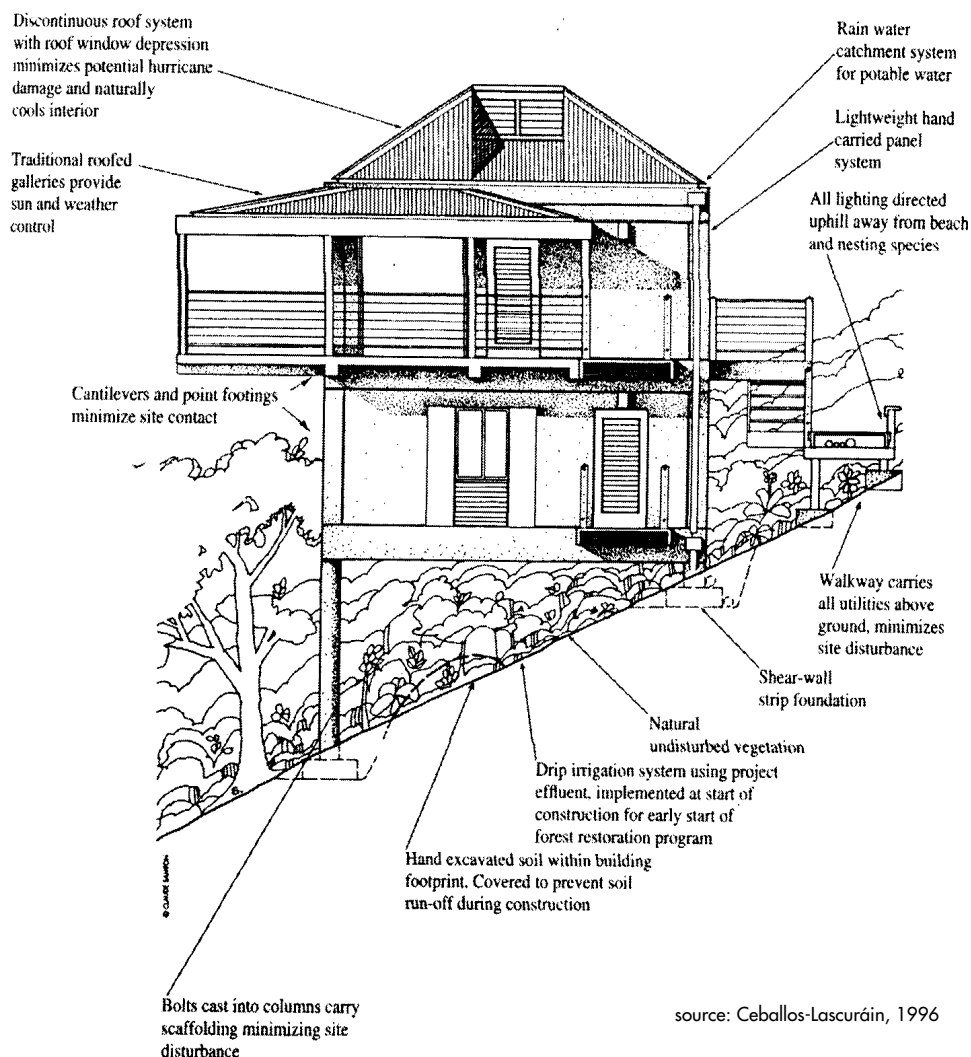 Discontinuous roof system
with roof window depression
minimizes potential hurricane
damage and naturally
cools interior
Traditional roofed
galleries provide
sun and weather
control
Rain water
catchment system
for potable water
Lightweight hand
carried panel
system
All lighting directed
uphill away from beach
and nesting species
Cantilevers and point footings
minimize site contact
Walkway carries
all utilities above
ground, minimizes
site disturbance
Shear-wall
strip foundation
Natural
undisturbed vegetation
Drip irrigation system using project
effluent, implemented at start of
construction for early start of
forest restoration program
Hand excavated soil within building
footprint. Covered to prevent soil
run-off during construction
Bolts cast into columns carry
scaffolding minimizing site
disturbance
source: Ceballos-Lascuráin, 1996